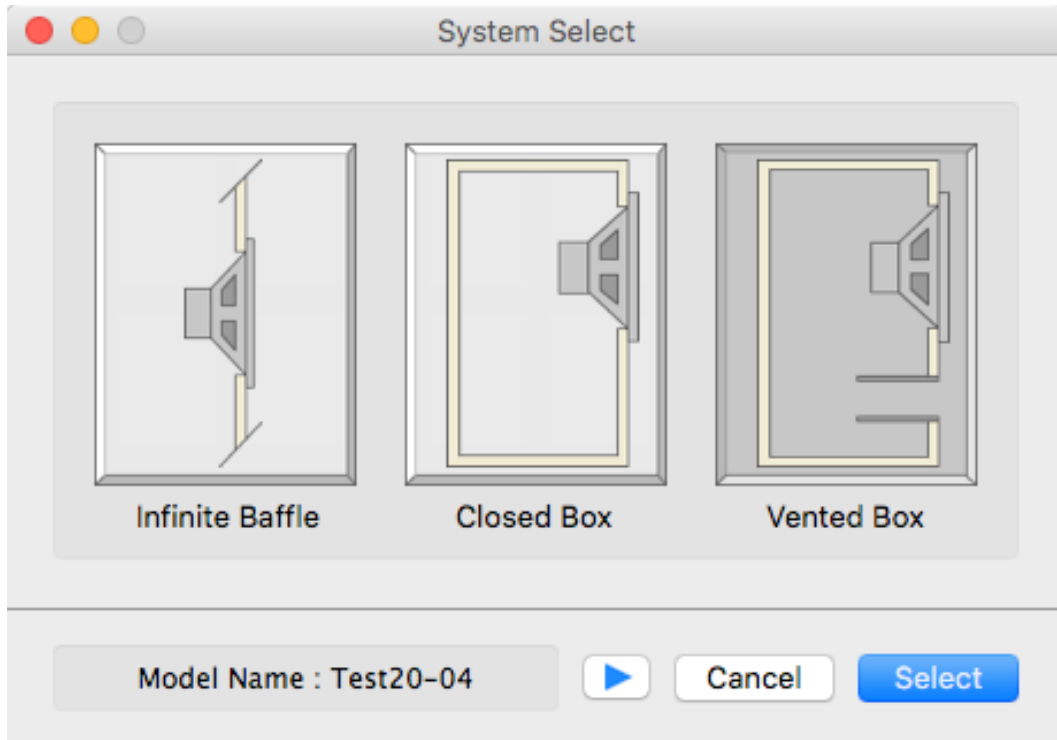 System Select
Infinite Baffle
Closed Box
Vented Box
Model Name : Test20-04
Cancel
Select